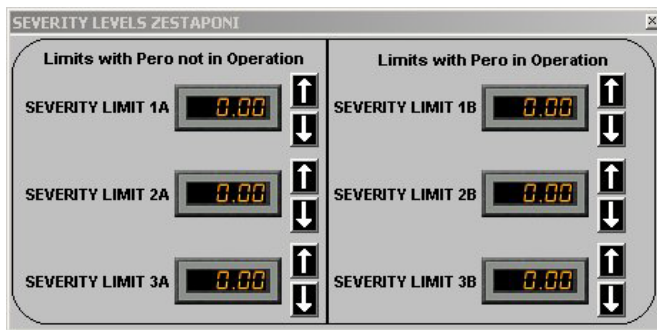 SEVERITY LEVELS ZESTAPONI
Limits with Pero not in Operation
SEVERITY LIMIT 1A 0.00
SEVERITY LIMIT 2A 0.00
SEVERITY LIMIT 3A 0.00
Limits with Pero in Operation
SEVERITY LIMIT 1B 0.00
SEVERITY LIMIT 2B 0.00
SEVERITY LIMIT 3B 0.00